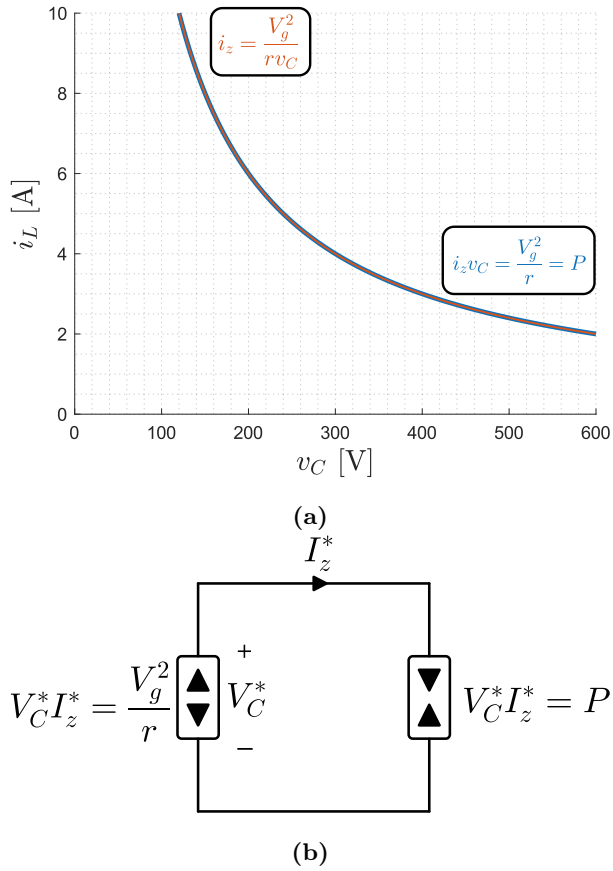 10
8
6
4
2
0
i_L [A]
i_z = V_g^2 / r v_C
i_z v_C = V_g^2 / r = P
0 100 200 300 400 500 600
v_C [V]
(a)
I_z^*
V_C^* I_z^* = V_g^2 / r
+
V_C^*
−
V_C^* I_z^* = P
(b)